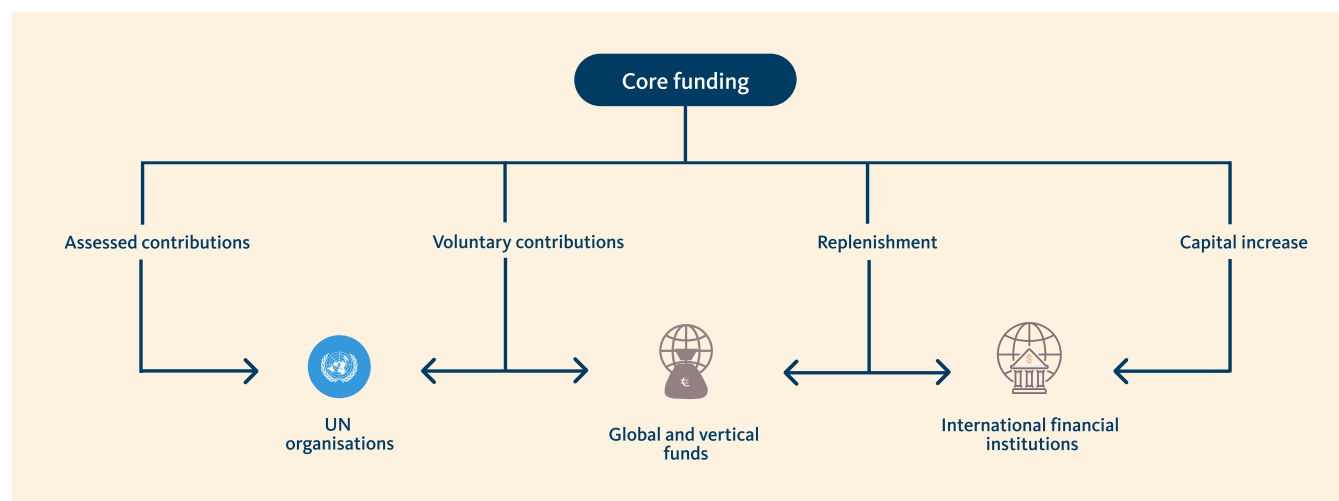 Core funding
Assessed contributions
Voluntary contributions
Replenishment
Capital increase
$
€
UN
organisations
Global and vertical
funds
International financial
institutions